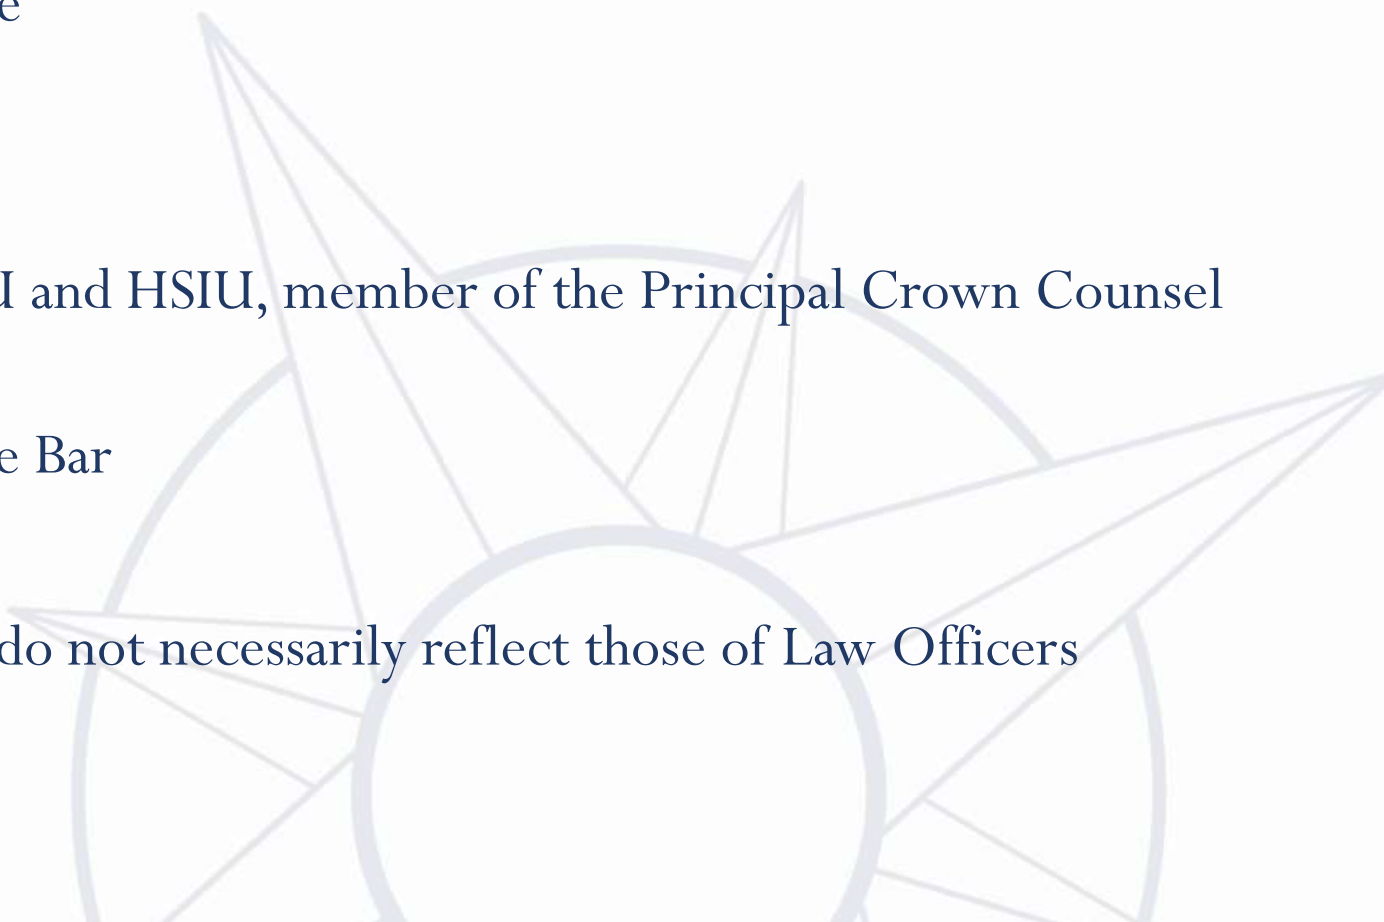 e
and HSIU, member of the Principal Crown Counsel
e Bar
do not necessarily reflect those of Law Officers